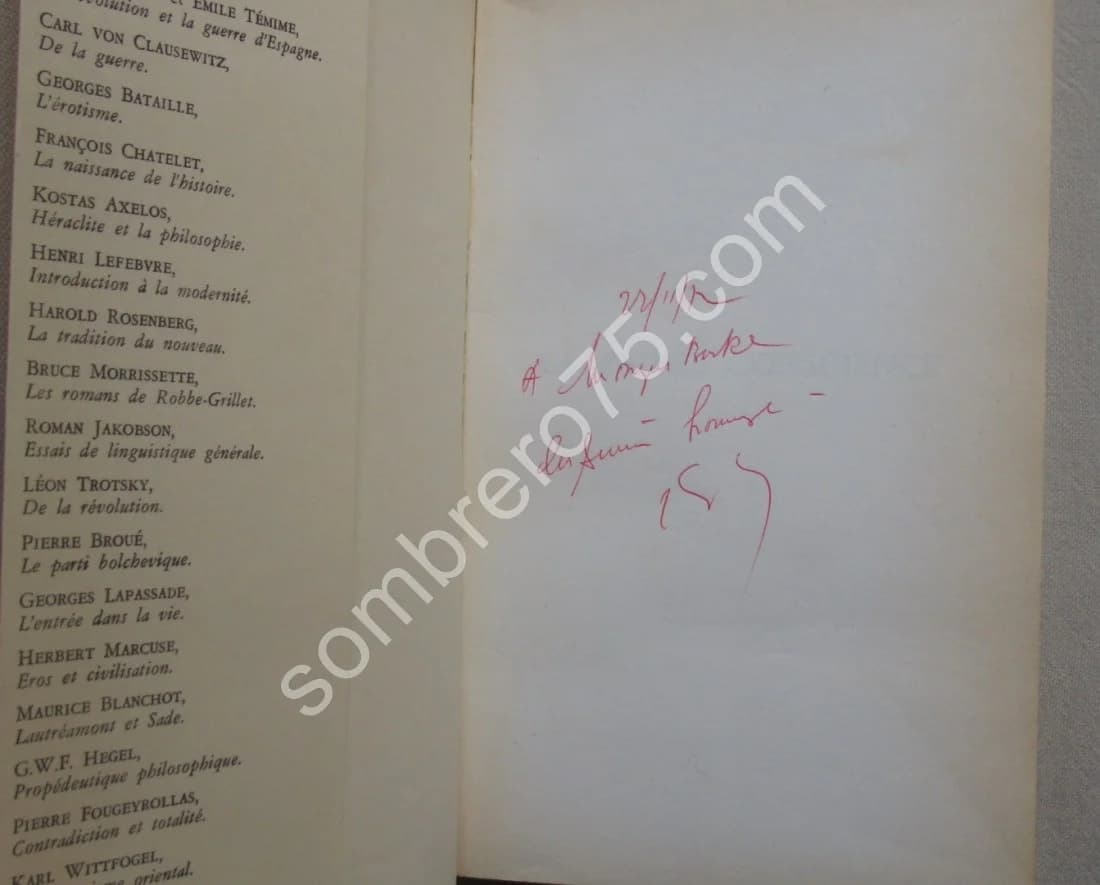 et EMILE TÉMIME,
olution et la guerre d'Espagne.
CARL VON CLAUSEWITZ,
De la guerre.
GEORGES BATAILLE,
L'érotisme.
FRANÇOIS CHATELET,
La naissance de l'histoire.
KOSTAS AXELOS,
Héraclite et la philosophie.
HENRI LEFEBVRE,
Introduction à la modernité.
HAROLD ROSENBERG,
La tradition du nouveau.
BRUCE MORRISSETTE,
Les romans de Robbe-Grillet.
ROMAN JAKOBSON,
Essais de linguistique générale.
LÉON TROTSKY,
De la révolution.
PIERRE BROUÉ,
Le parti bolchevique.
GEORGES LAPASSADE,
L'entrée dans la vie.
HERBERT MARCUSE,
Eros et civilisation.
MAURICE BLANCHOT,
Lautréamont et Sade.
G.W.F. HEGEL,
Propédeutique philosophique.
PIERRE FOUGEYROLLAS,
Contradiction et totalité.
KARL WITTFOGEL,
oriental.
A
hommage
sombrero75.com